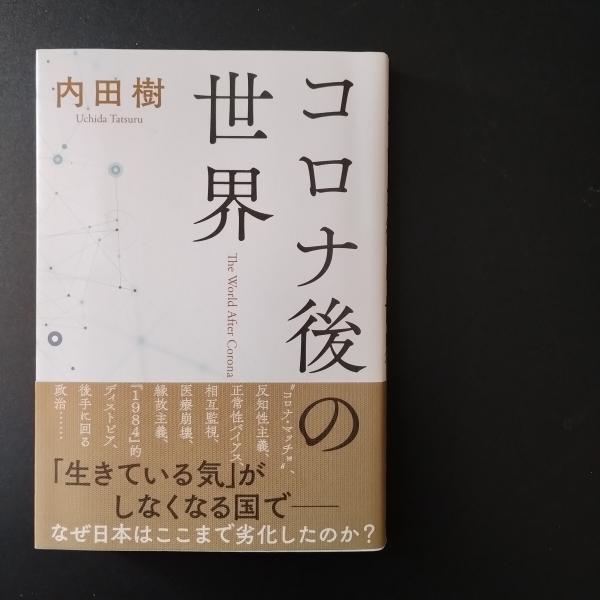 コロナ後の
世界
The World After Corona
内田樹
Uchida Tatsuru
“コロナ・マッチョ”、
反知性主義、
正常性バイアス、
相互監視、
医療崩壊、
縁故主義、
『1984』的
ディストピア、
後手に回る
政治……
「生きている気」が
しなくなる国で──
なぜ日本はここまで劣化したのか?